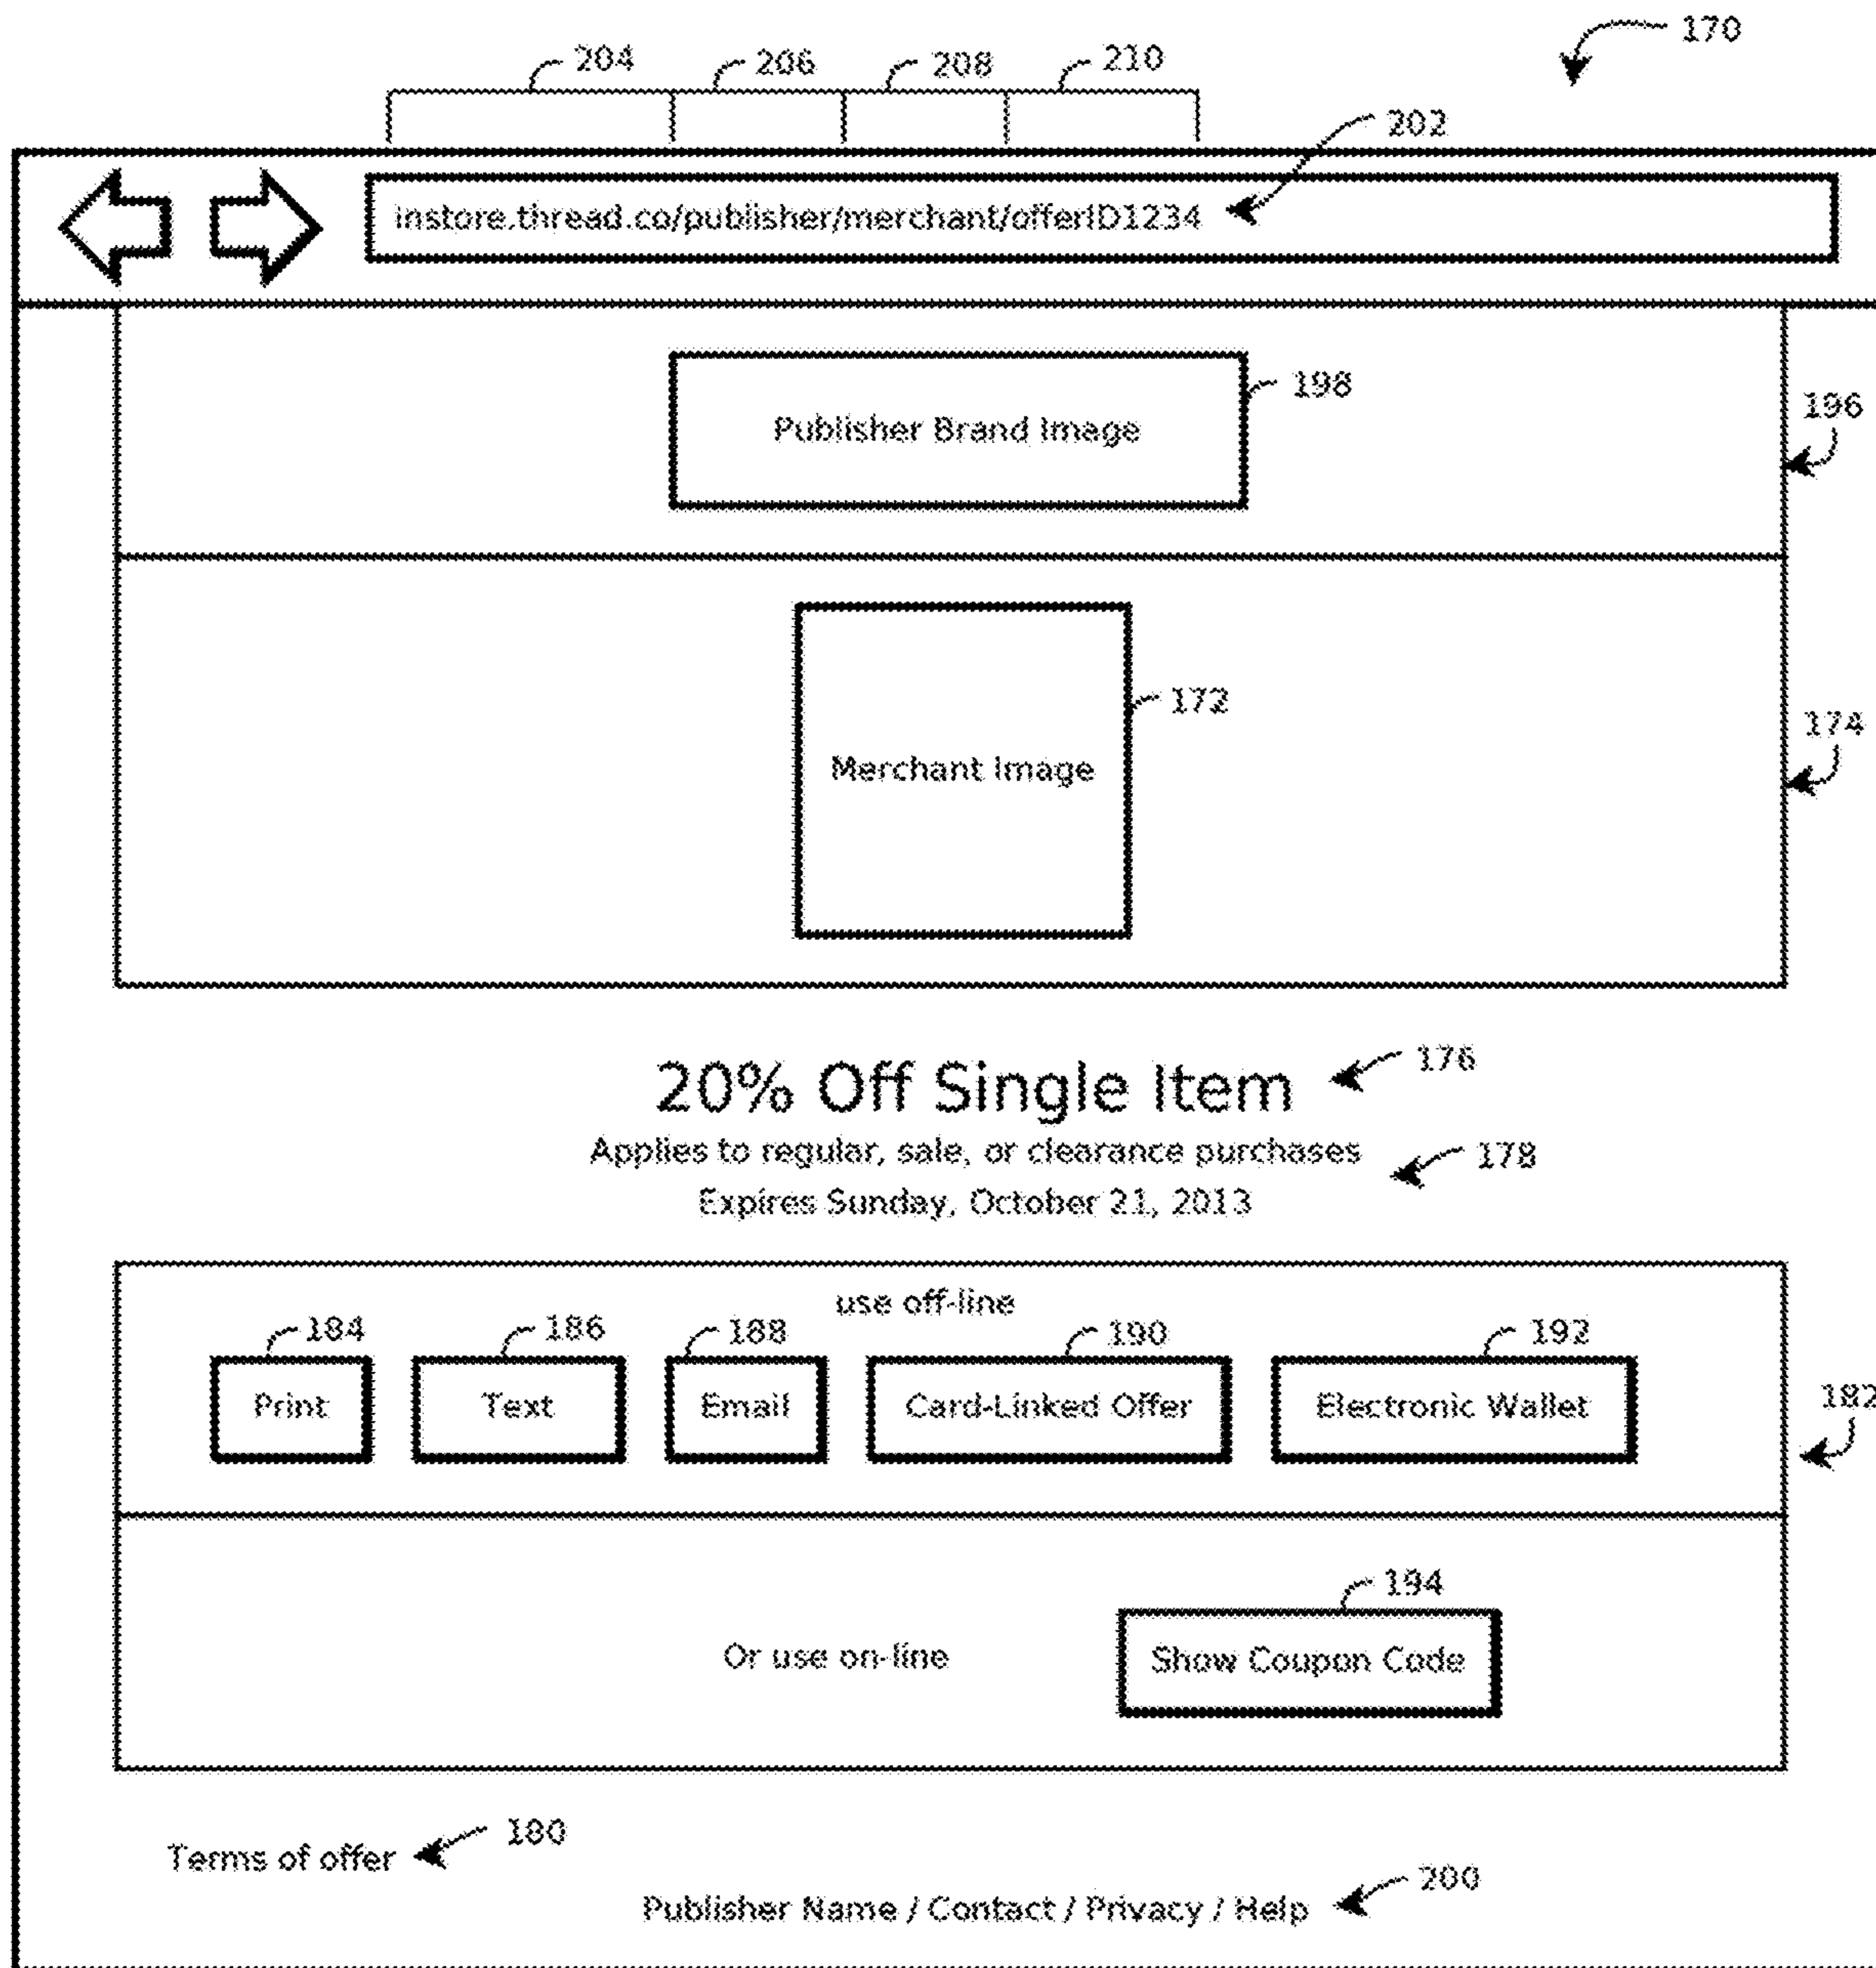 170
204 206 208 210
202
instore.thread.co/publisher/merchant/offerID1234
198
Publisher Brand Image
196
172
174
Merchant Image
20% Off Single Item
176
Applies to regular, sale, or clearance purchases
178
Expires Sunday, October 21, 2013
use off-line
184 186 188 190 192
Print Text Email Card-Linked Offer Electronic Wallet
182
194
Or use on-line Show Coupon Code
180
Terms of offer
200
Publisher Name / Contact / Privacy / Help